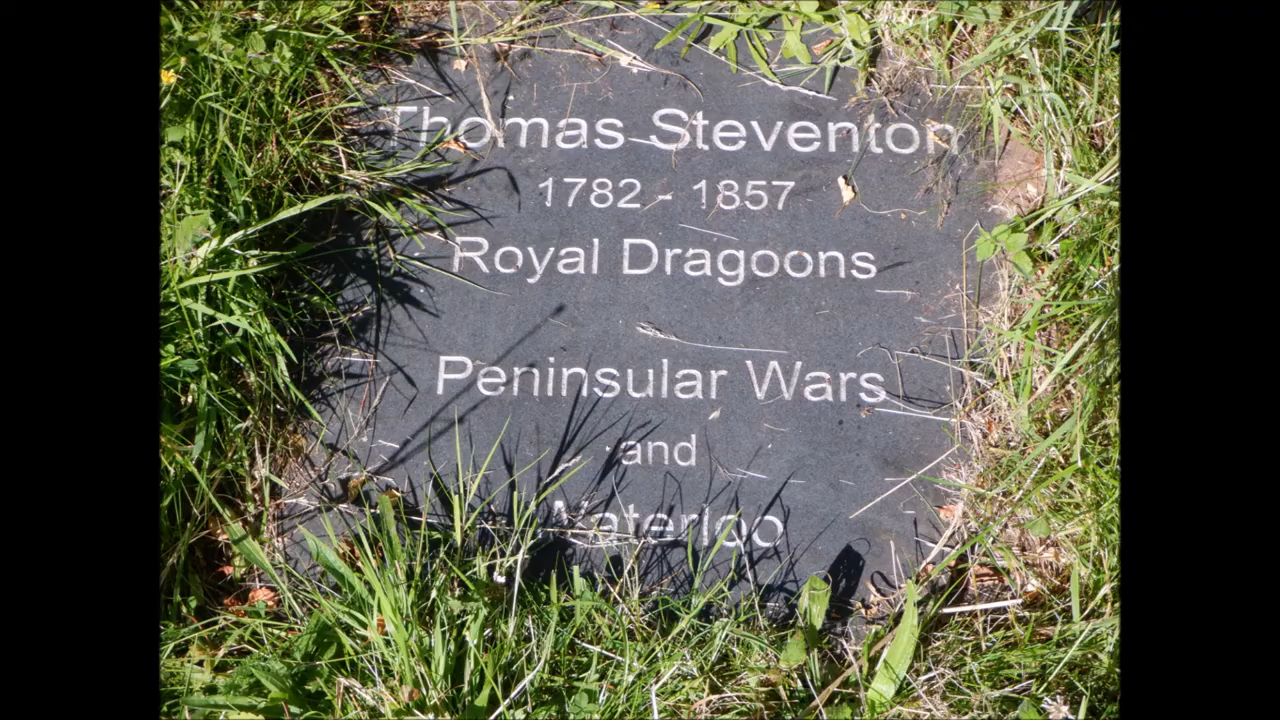 Thomas Steventon
1782 - 1857
Royal Dragoons
Peninsular Wars
and
Waterloo